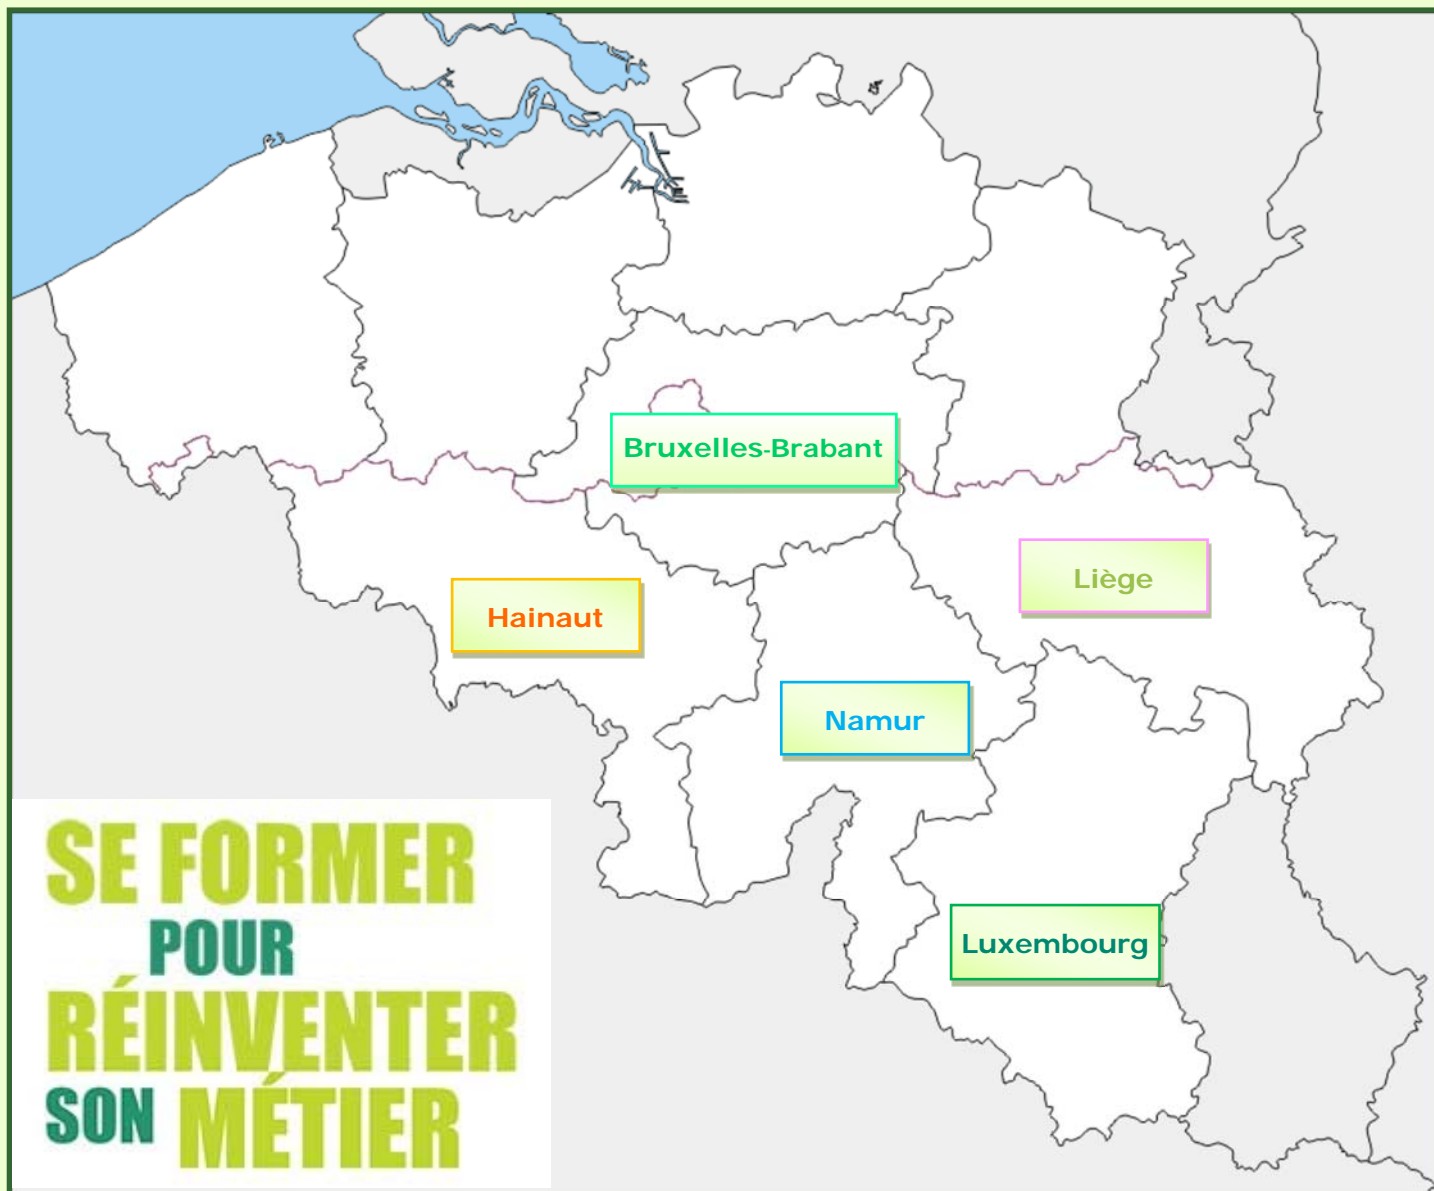 Bruxelles-Brabant
Liège
Hainaut
Namur
Luxembourg
SE FORMER
POUR
RÉINVENTER
SON MÉTIER